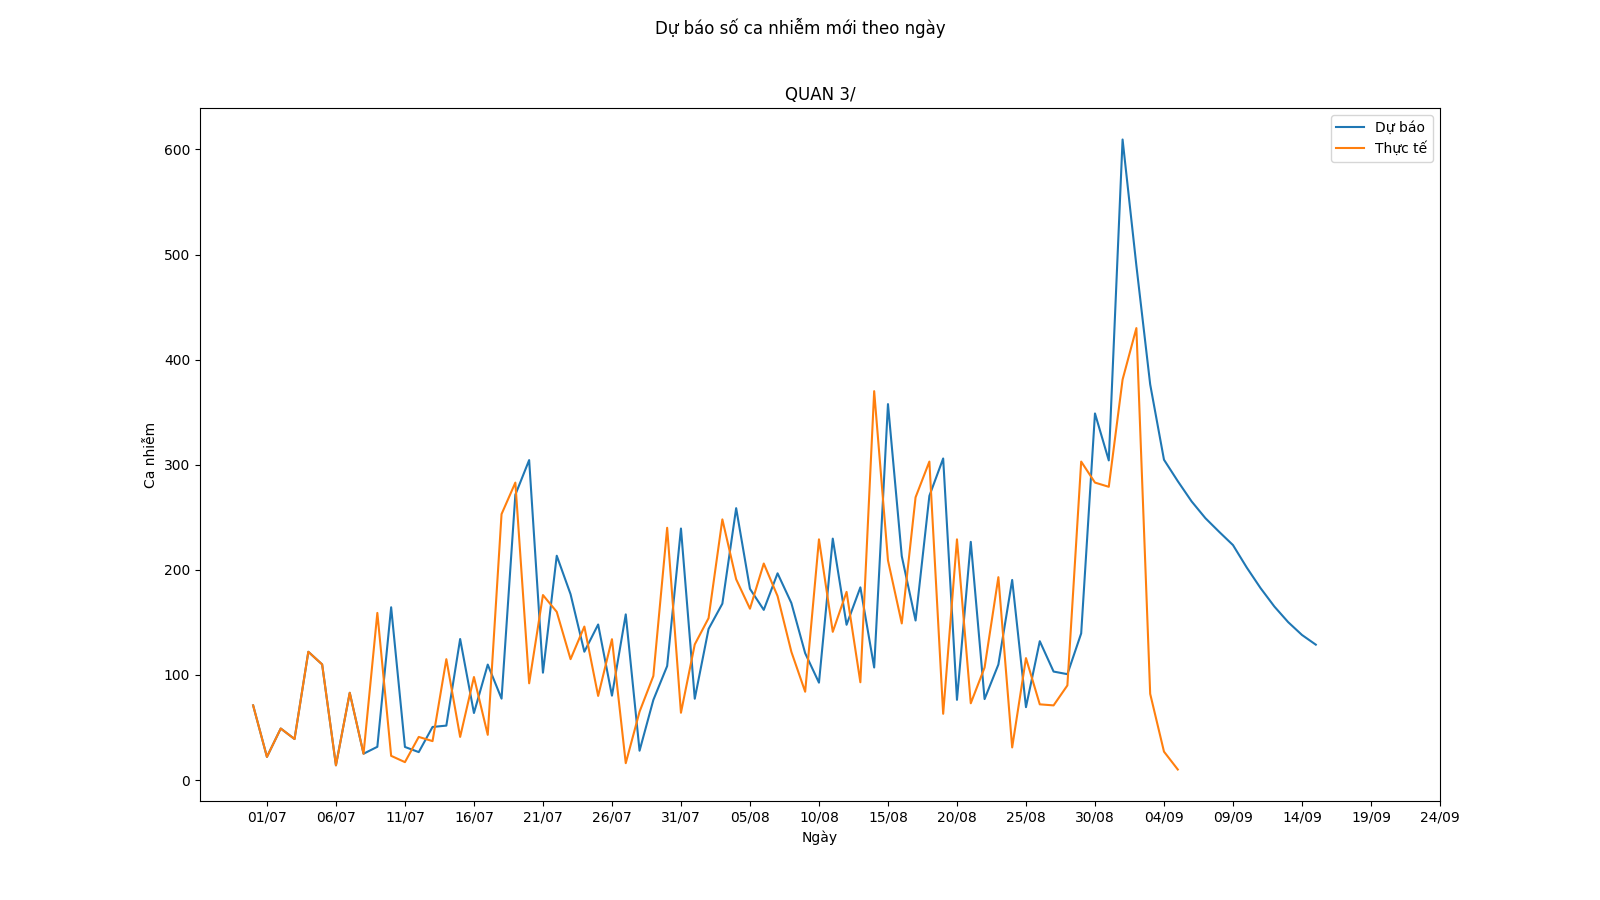 Dự báo số ca nhiễm mới theo ngày
QUAN 3/
Dự báo
Thực tế
600
500
400
300
200
100
0
Ca nhiễm
01/07 06/07 11/07 16/07 21/07 26/07 31/07 05/08 10/08 15/08 20/08 25/08 30/08 04/09 09/09 14/09 19/09 24/09
Ngày